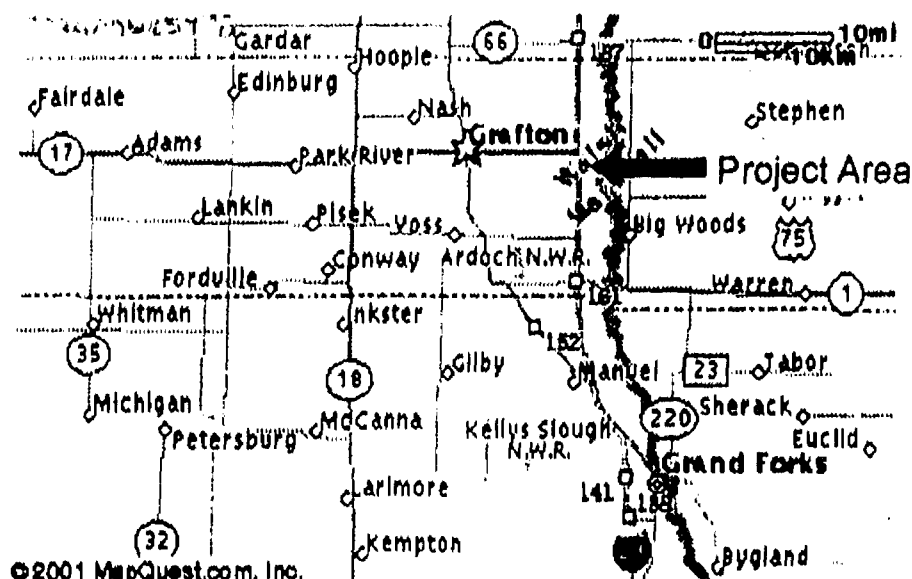 Gardar
66
10mi
Hoople
167
10km
Fairdale
Edinburg
Nash
Stephen
17
Adams
Grafton
Park River
Project Area
Lankin
Pisek
Voss
Big Woods
75
Conway
Ardoch N.W.R.
Fordville
Warren
161
1
Whitman
Inkster
152
35
Gilby
Manuel
23
Tabor
18
Michigan
McCanna
220
Sherack
Petersburg
Kellys Slough
N.W.R.
Euclid
Grand Forks
Larimore
141
32
Kempton
Bygland
©2001 MapQuest.com, Inc.